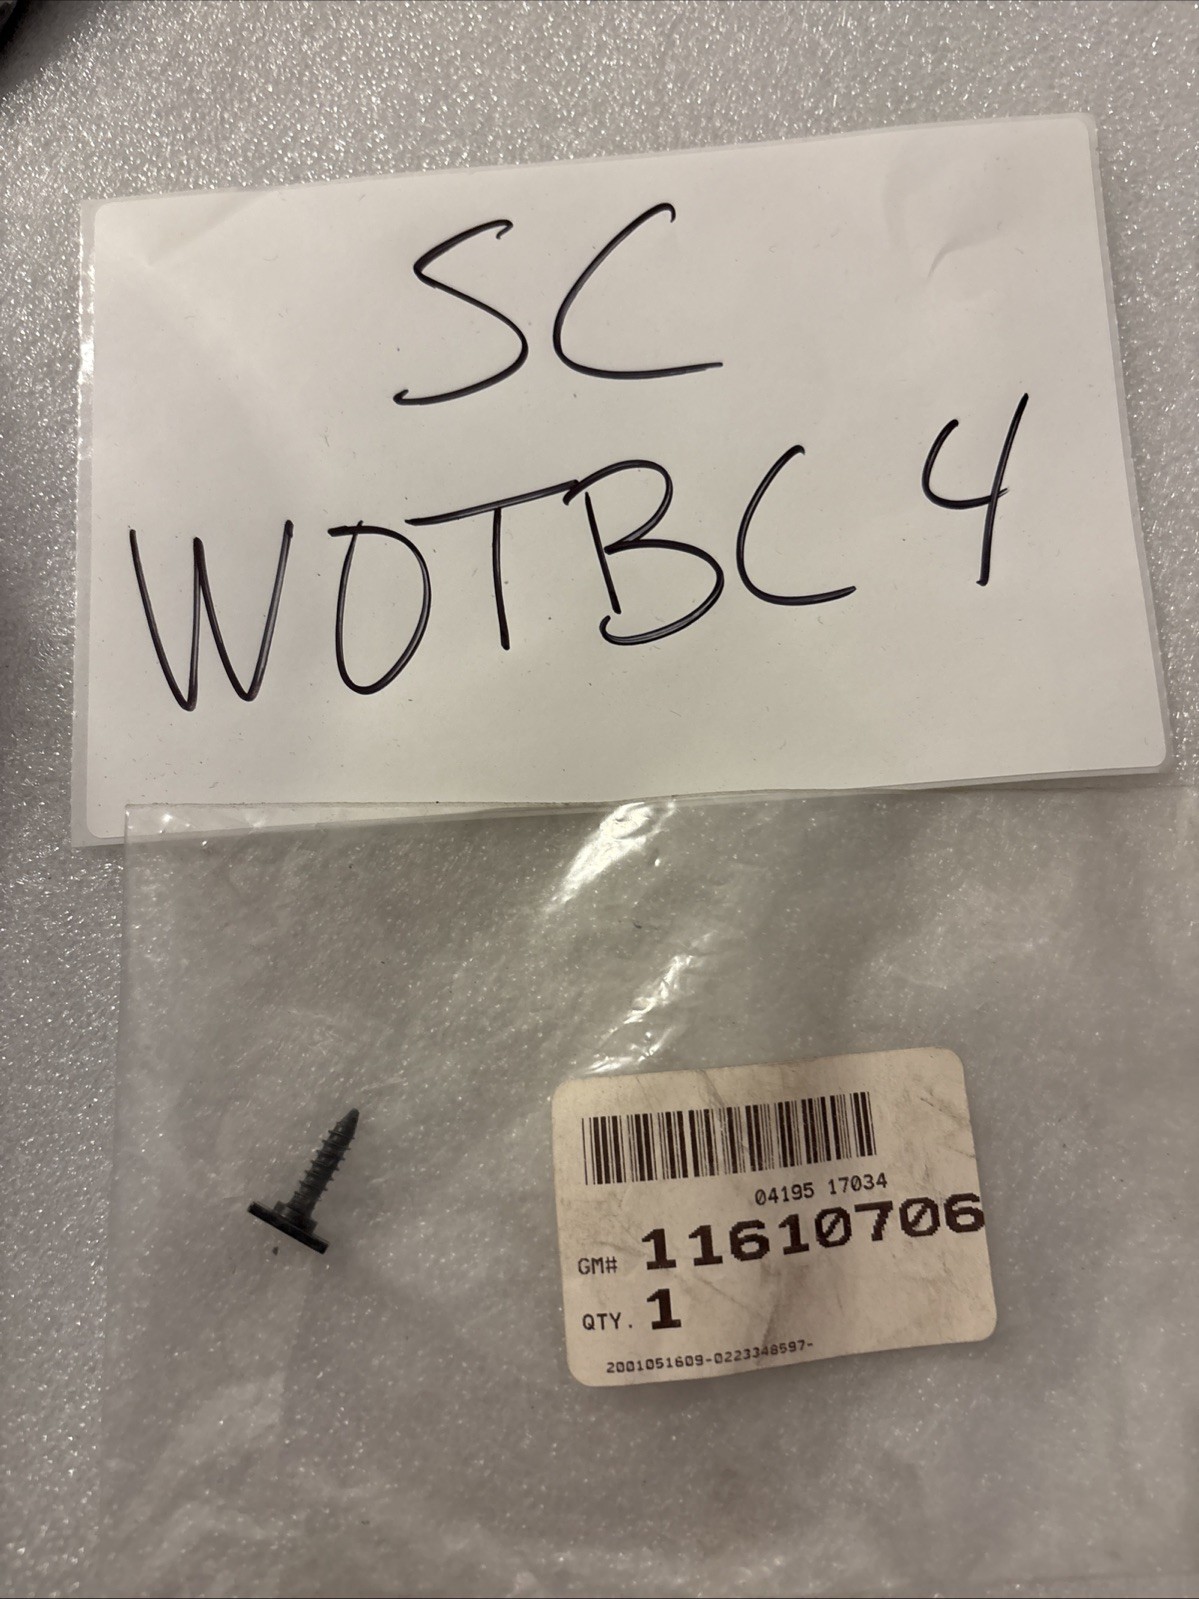 SC
WOTBC 4
04195 17034
GM# 11610706
QTY. 1
2001051609-0223348597-